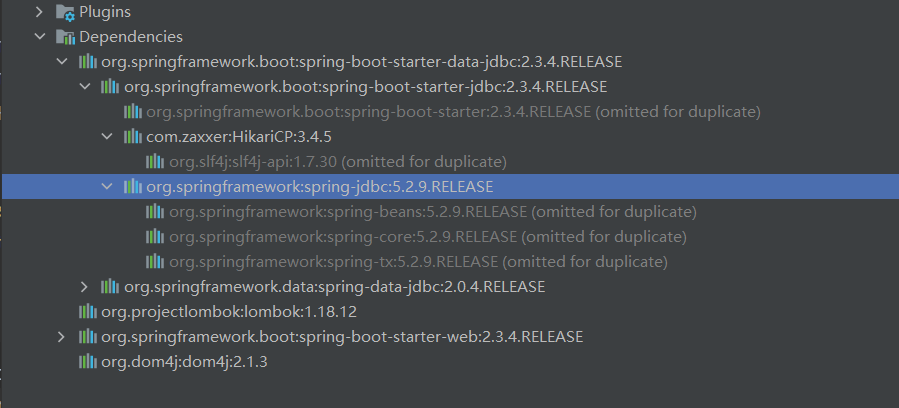 Plugins
Dependencies
org.springframework.boot:spring-boot-starter-data-jdbc:2.3.4.RELEASE
org.springframework.boot:spring-boot-starter-jdbc:2.3.4.RELEASE
org.springframework.boot:spring-boot-starter:2.3.4.RELEASE (omitted for duplicate)
com.zaxxer:HikariCP:3.4.5
org.slf4j:slf4j-api:1.7.30 (omitted for duplicate)
org.springframework:spring-jdbc:5.2.9.RELEASE
org.springframework:spring-beans:5.2.9.RELEASE (omitted for duplicate)
org.springframework:spring-core:5.2.9.RELEASE (omitted for duplicate)
org.springframework:spring-tx:5.2.9.RELEASE (omitted for duplicate)
org.springframework.data:spring-data-jdbc:2.0.4.RELEASE
org.projectlombok:lombok:1.18.12
org.springframework.boot:spring-boot-starter-web:2.3.4.RELEASE
org.dom4j:dom4j:2.1.3